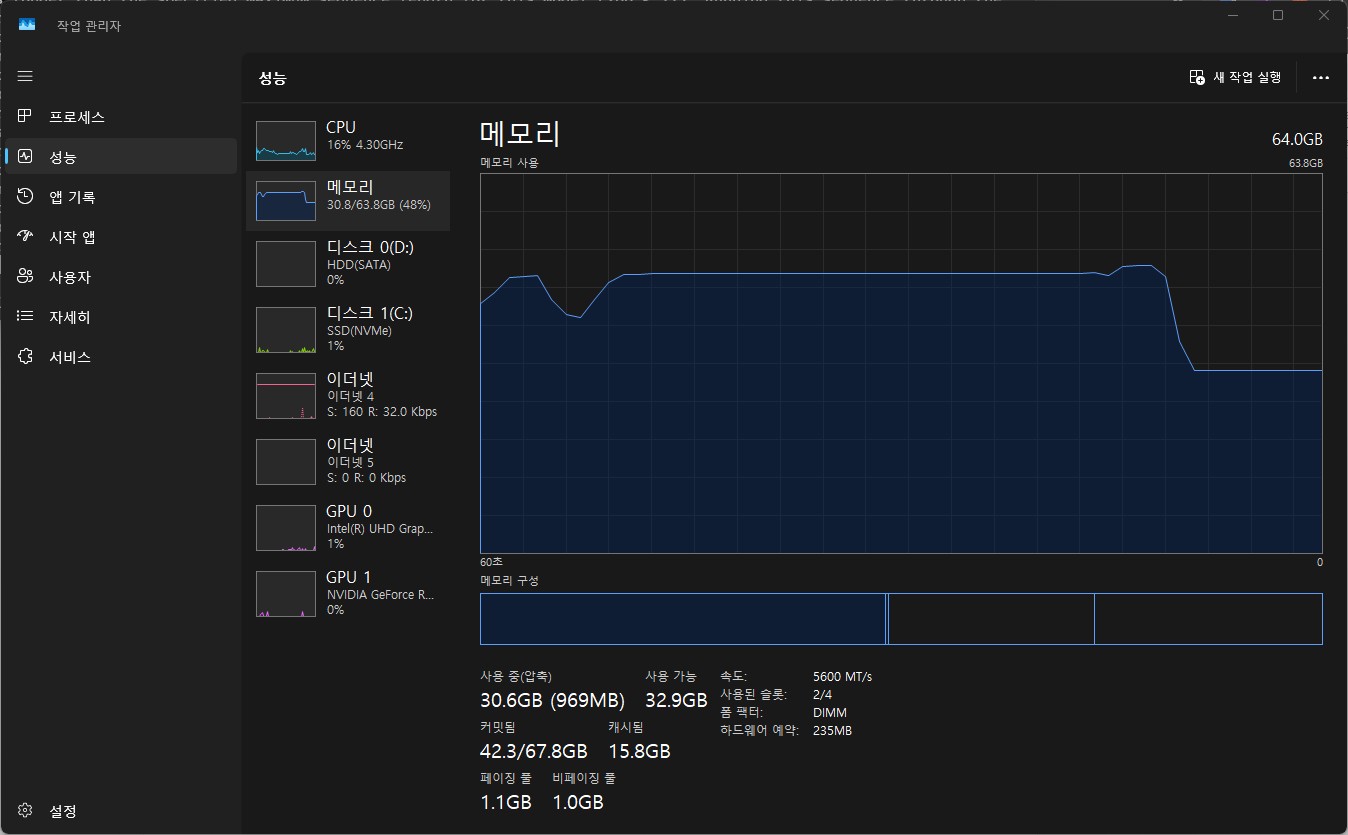 작업 관리자
성능
새 작업 실행
프로세스
성능
앱 기록
시작 앱
사용자
자세히
서비스
설정
CPU
16% 4.30GHz
메모리
30.8/63.8GB (48%)
디스크 0(D:)
HDD(SATA)
0%
디스크 1(C:)
SSD(NVMe)
1%
이더넷
이더넷 4
S: 160 R: 32.0 Kbps
이더넷
이더넷 5
S: 0 R: 0 Kbps
GPU 0
Intel(R) UHD Grap...
1%
GPU 1
NVIDIA GeForce R...
0%
메모리
64.0GB
메모리 사용
63.8GB
60초
0
메모리 구성
사용 중(압축)
30.6GB (969MB)
사용 가능
32.9GB
커밋됨
42.3/67.8GB
캐시됨
15.8GB
페이징 풀
1.1GB
비페이징 풀
1.0GB
속도:
5600 MT/s
사용된 슬롯:
2/4
폼 팩터:
DIMM
하드웨어 예약:
235MB